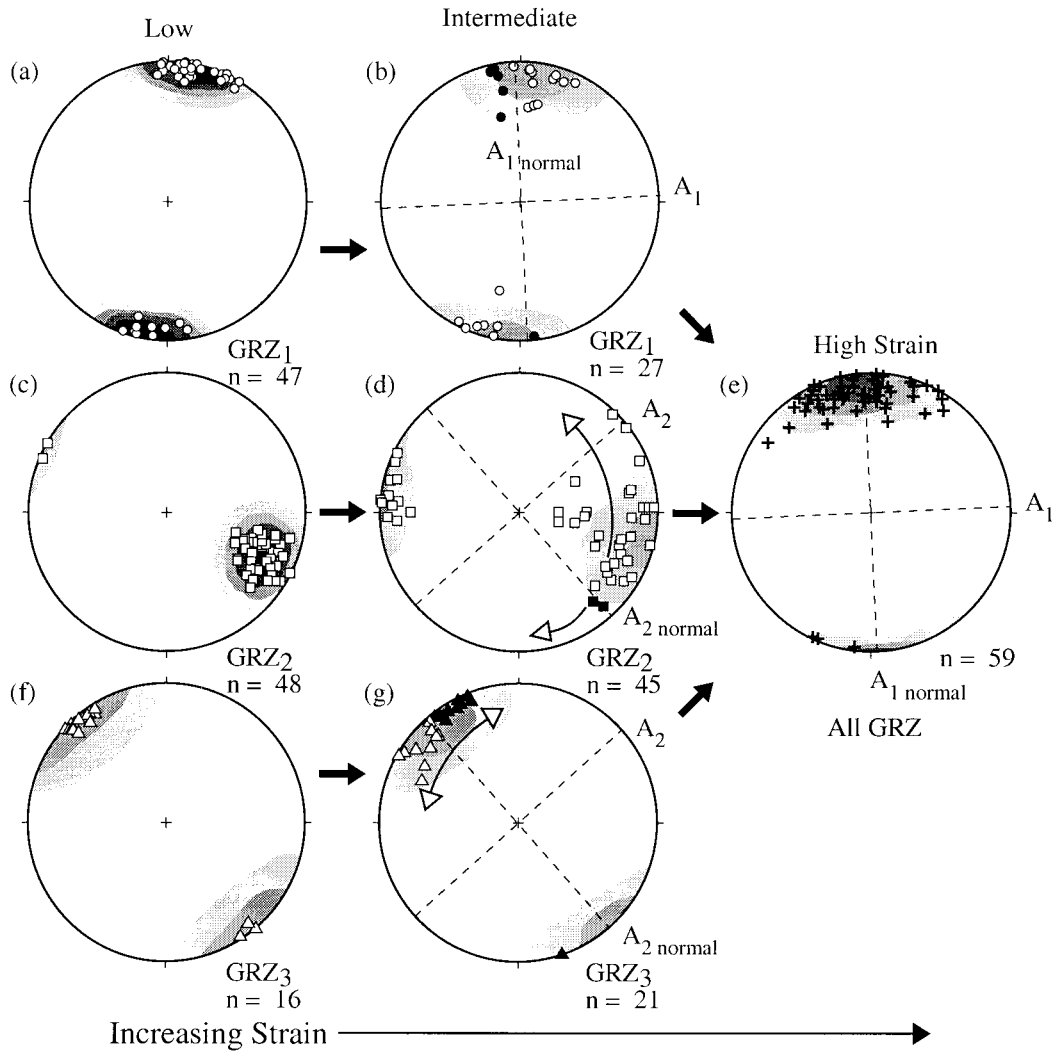 Low
Intermediate
(a)
(b)
A1 normal
A1
GRZ1
n = 47
GRZ1
n = 27
High Strain
(c)
(d)
(e)
A2
A1
A2 normal
GRZ2
n = 48
GRZ2
n = 45
n = 59
A1 normal
All GRZ
(f)
(g)
A2
A2 normal
GRZ3
n = 16
GRZ3
n = 21
Increasing Strain